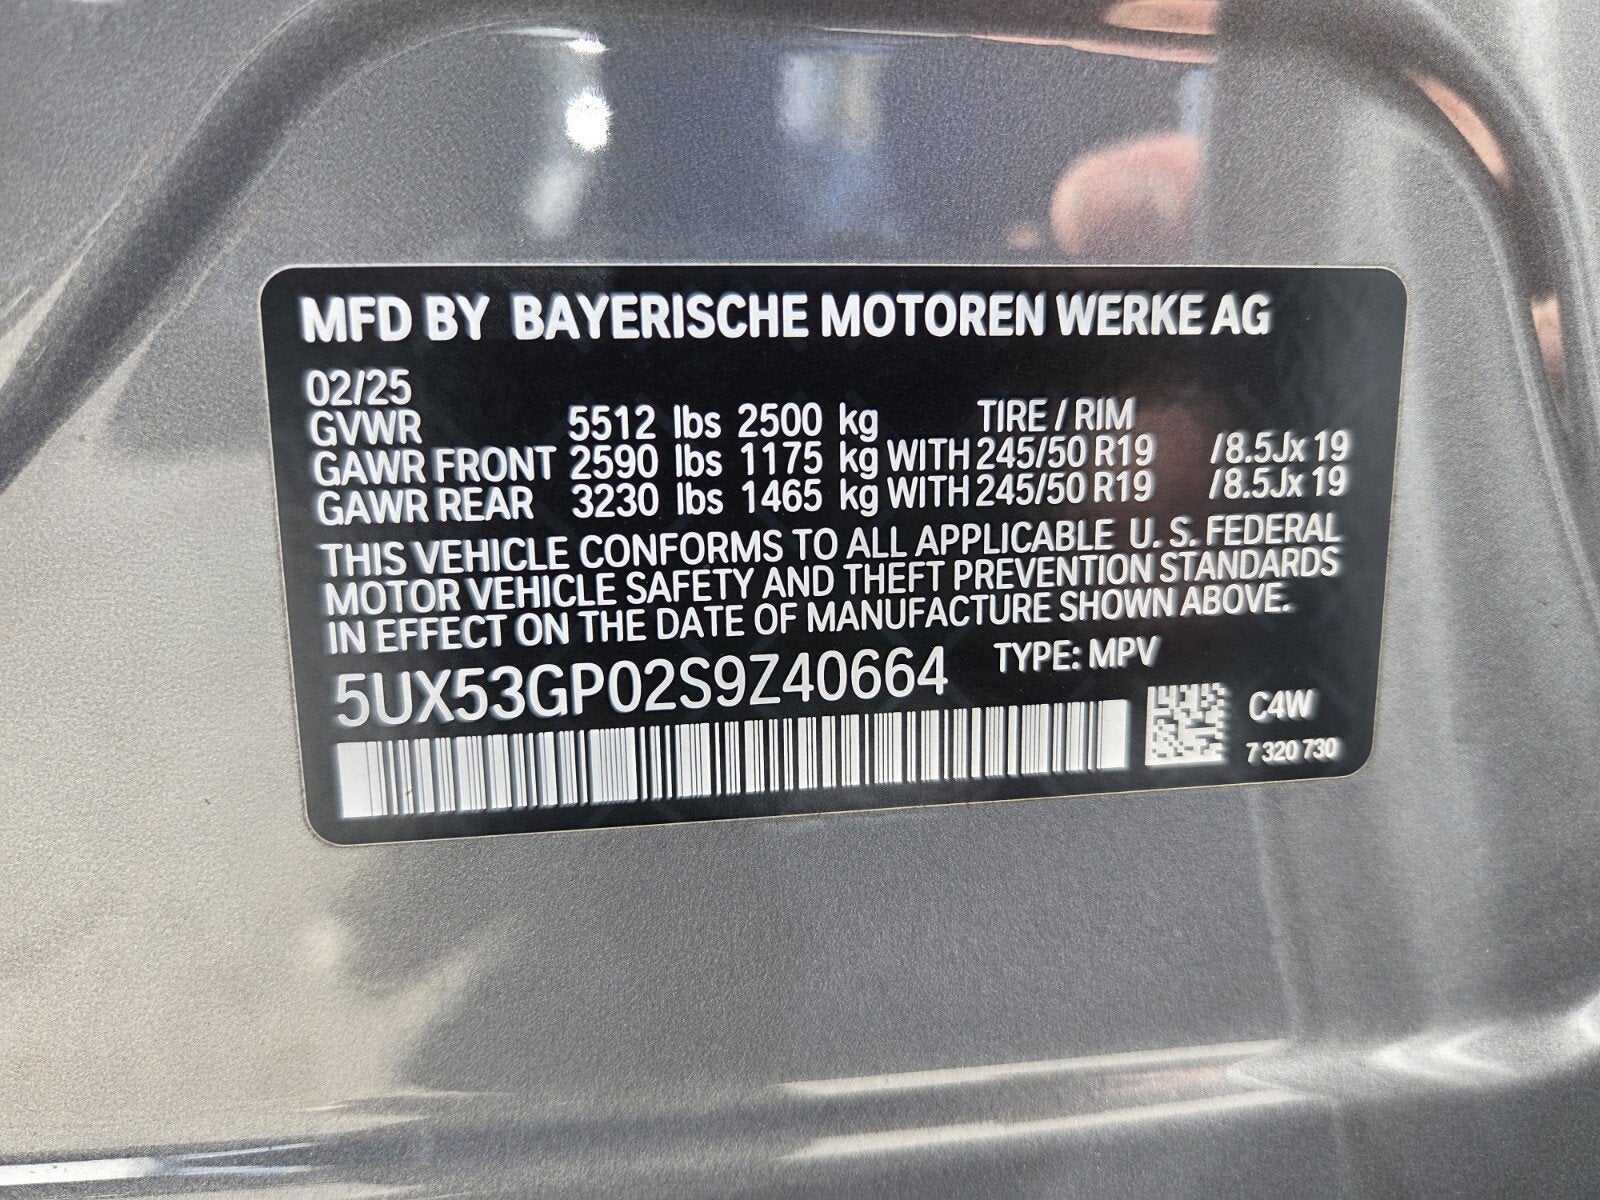 MFD BY BAYERISCHE MOTOREN WERKE AG
02/25
GVWR 5512 lbs 2500 kg TIRE / RIM
GAWR FRONT 2590 lbs 1175 kg WITH 245/50 R19 /8.5Jx 19
GAWR REAR 3230 lbs 1465 kg WITH 245/50 R19 /8.5Jx 19
THIS VEHICLE CONFORMS TO ALL APPLICABLE U. S. FEDERAL
MOTOR VEHICLE SAFETY AND THEFT PREVENTION STANDARDS
IN EFFECT ON THE DATE OF MANUFACTURE SHOWN ABOVE.
5UX53GP02S9Z40664 TYPE: MPV
C4W
7 320 730